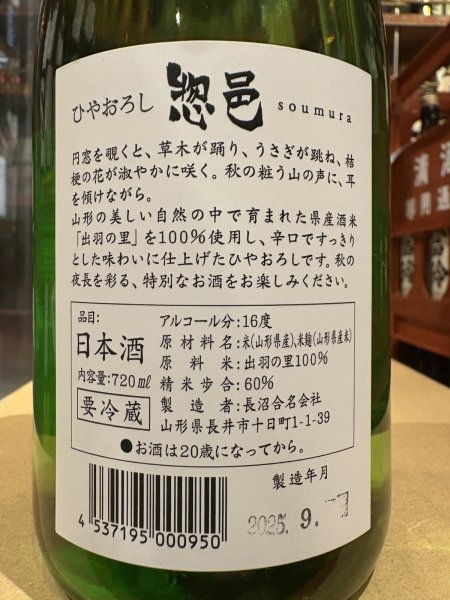 ひやおろし 惣邑 soumura
円窓を覗くと、草木が踊り、うさぎが跳ね、桔
梗の花が淑やかに咲く。秋の粧う山の声に、耳
を傾けながら。
山形の美しい自然の中で育まれた県産酒米
「出羽の里」を100%使用し、辛口ですっきり
とした味わいに仕上げたひやおろしです。秋の
夜長を彩る、特別なお酒をお楽しみください。
品目:
日本酒
内容量:720㎖
要冷蔵
アルコール分:16度
原材料名:米(山形県産)、米麹(山形県産米)
原料米:出羽の里100%
精米歩合:60%
製造者:長沼合名会社
山形県長井市十日町1-1-39
●お酒は20歳になってから。
製造年月
2025. 9.
4 537195 000950